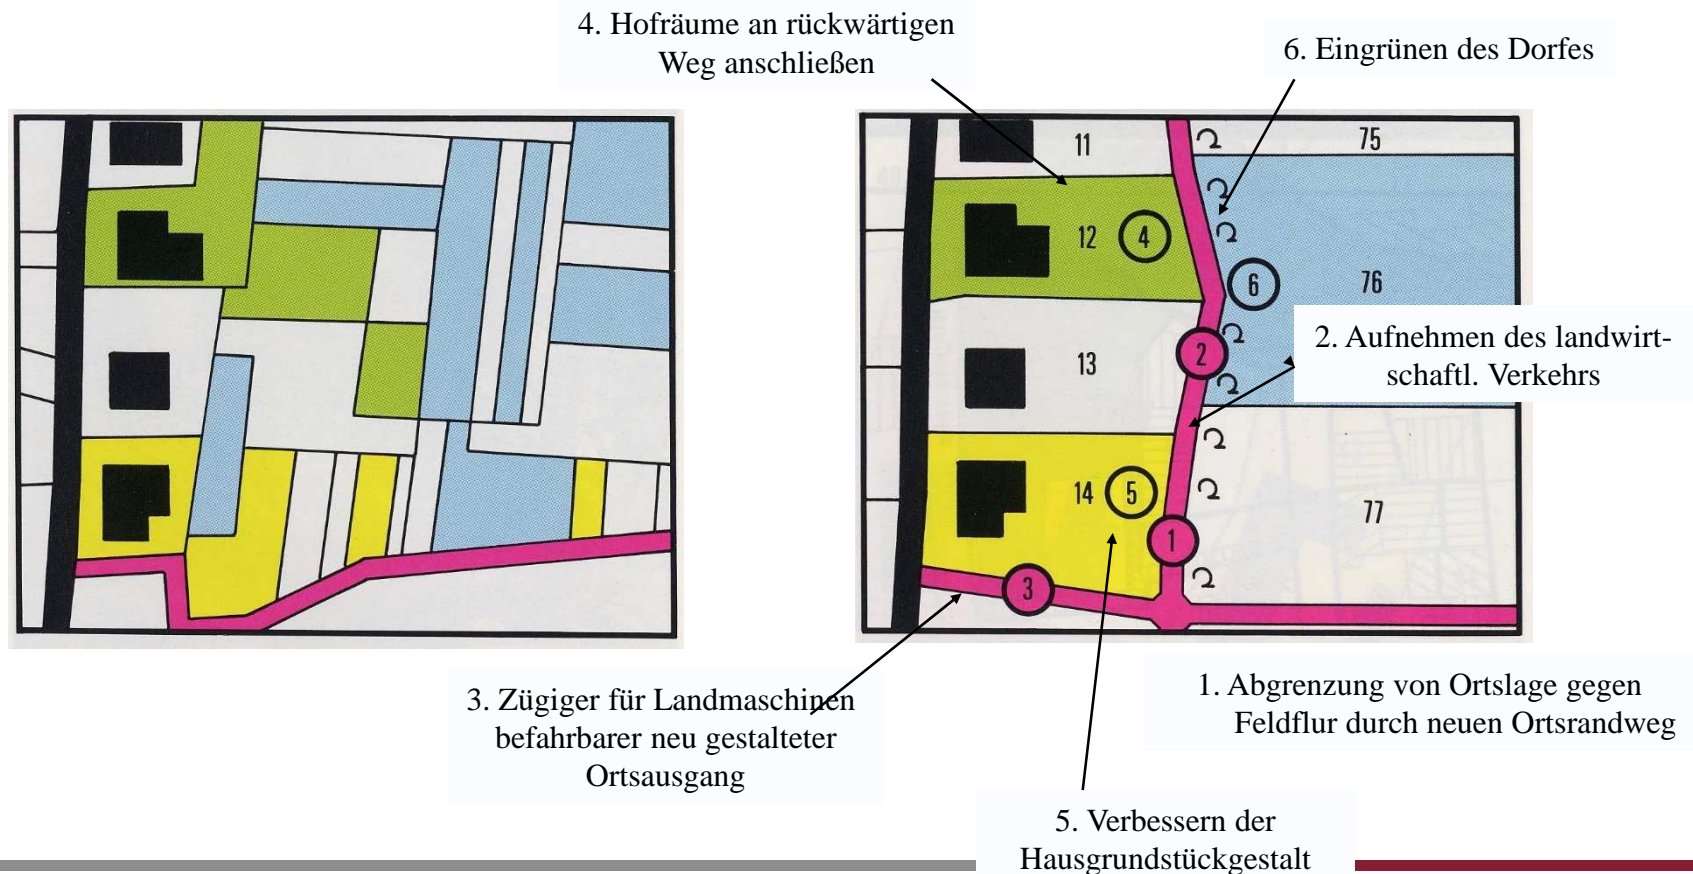 4. Hofräume an rückwärtigen
Weg anschließen
6. Eingrünen des Dorfes
11
75
12
4
6
76
2. Aufnehmen des landwirt-
schaftl. Verkehrs
2
13
14
5
77
1
3
3. Zügiger für Landmaschinen
befahrbarer neu gestalteter
Ortsausgang
1. Abgrenzung von Ortslage gegen
Feldflur durch neuen Ortsrandweg
5. Verbessern der
Hausgrundstückgestalt